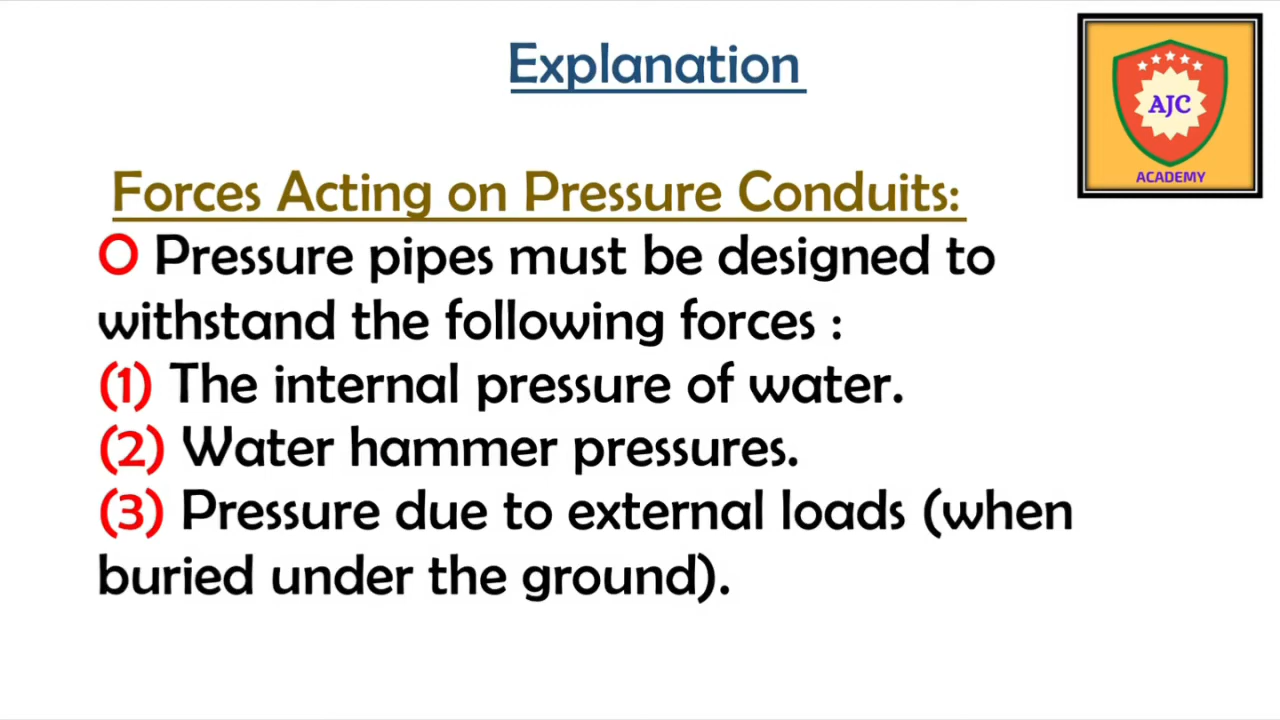 Explanation
AJC
ACADEMY
Forces Acting on Pressure Conduits:
O Pressure pipes must be designed to
withstand the following forces :
(1) The internal pressure of water.
(2) Water hammer pressures.
(3) Pressure due to external loads (when
buried under the ground).